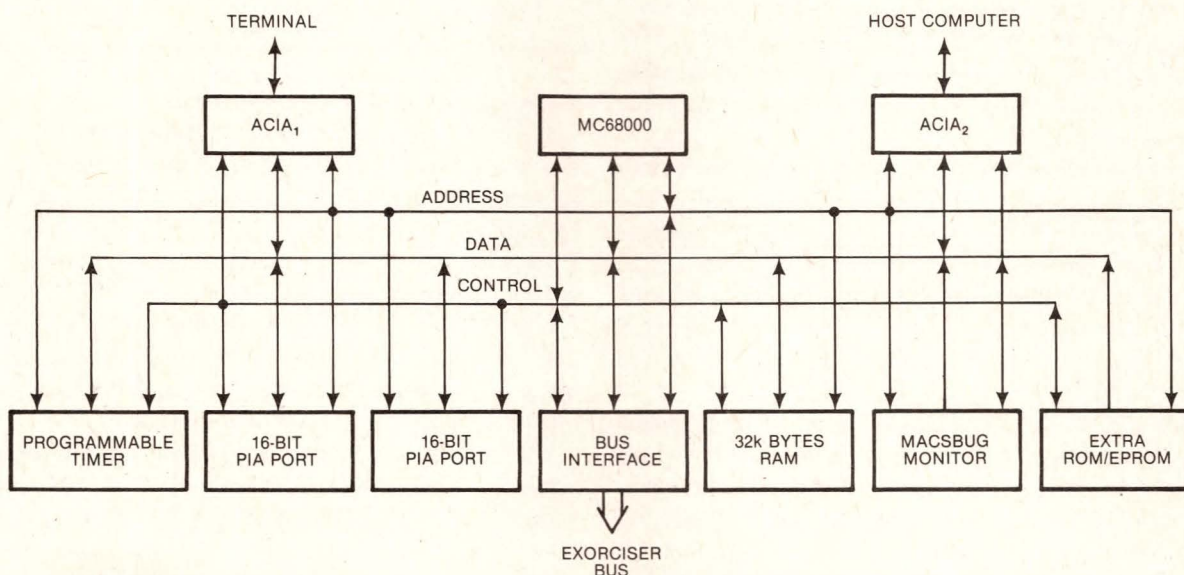 TERMINAL
HOST COMPUTER
ACIA₁
MC68000
ACIA₂
ADDRESS
DATA
CONTROL
PROGRAMMABLE
TIMER
16-BIT
PIA PORT
16-BIT
PIA PORT
BUS
INTERFACE
32k BYTES
RAM
MACSBUG
MONITOR
EXTRA
ROM/EPROM
EXORCISER
BUS